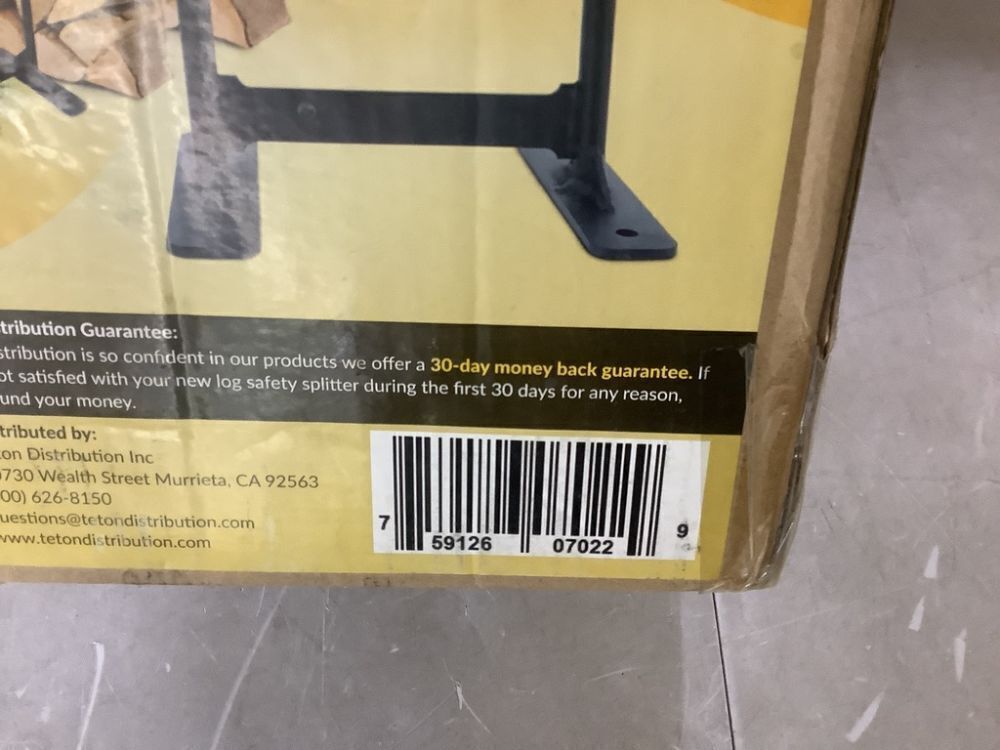 tribution Guarantee:
stribution is so confident in our products we offer a 30-day money back guarantee. If
ot satisfied with your new log safety splitter during the first 30 days for any reason,
und your money.
tributed by:
on Distribution Inc
730 Wealth Street Murrieta, CA 92563
00) 626-8150
uestions@tetondistribution.com
www.tetondistribution.com
7 59126 07022 9